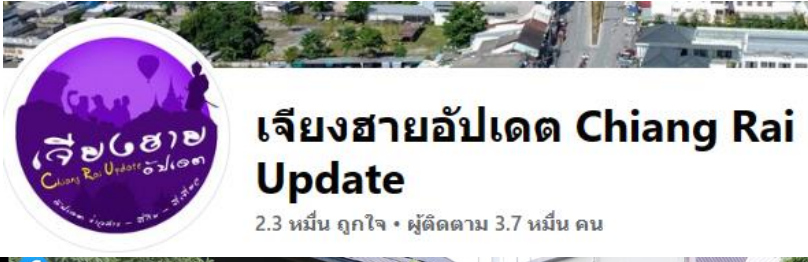 เจียงฮาย
Chiang Rai Update อัปเดต
เจียงฮายอัปเดต Chiang Rai
Update
2.3 หมื่น ถูกใจ • ผู้ติดตาม 3.7 หมื่น คน